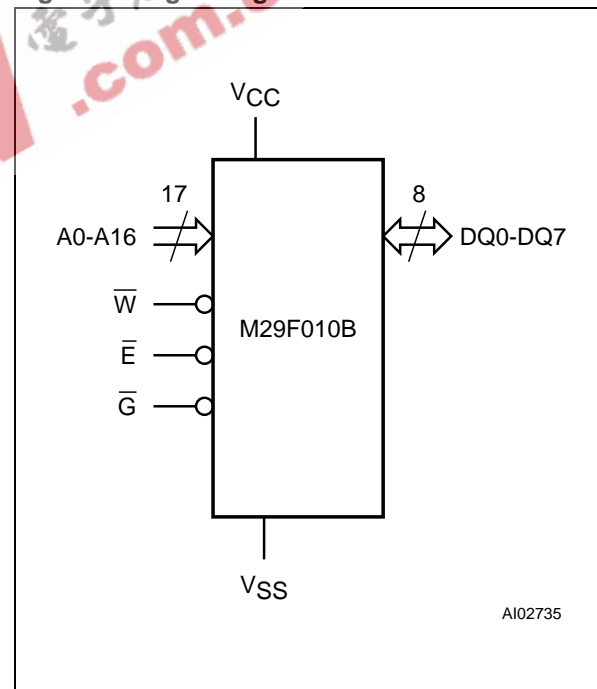 .com.
VCC
17
8
A0-A16
DQ0-DQ7
W̅
M29F010B
E̅
G̅
VSS
AI02735